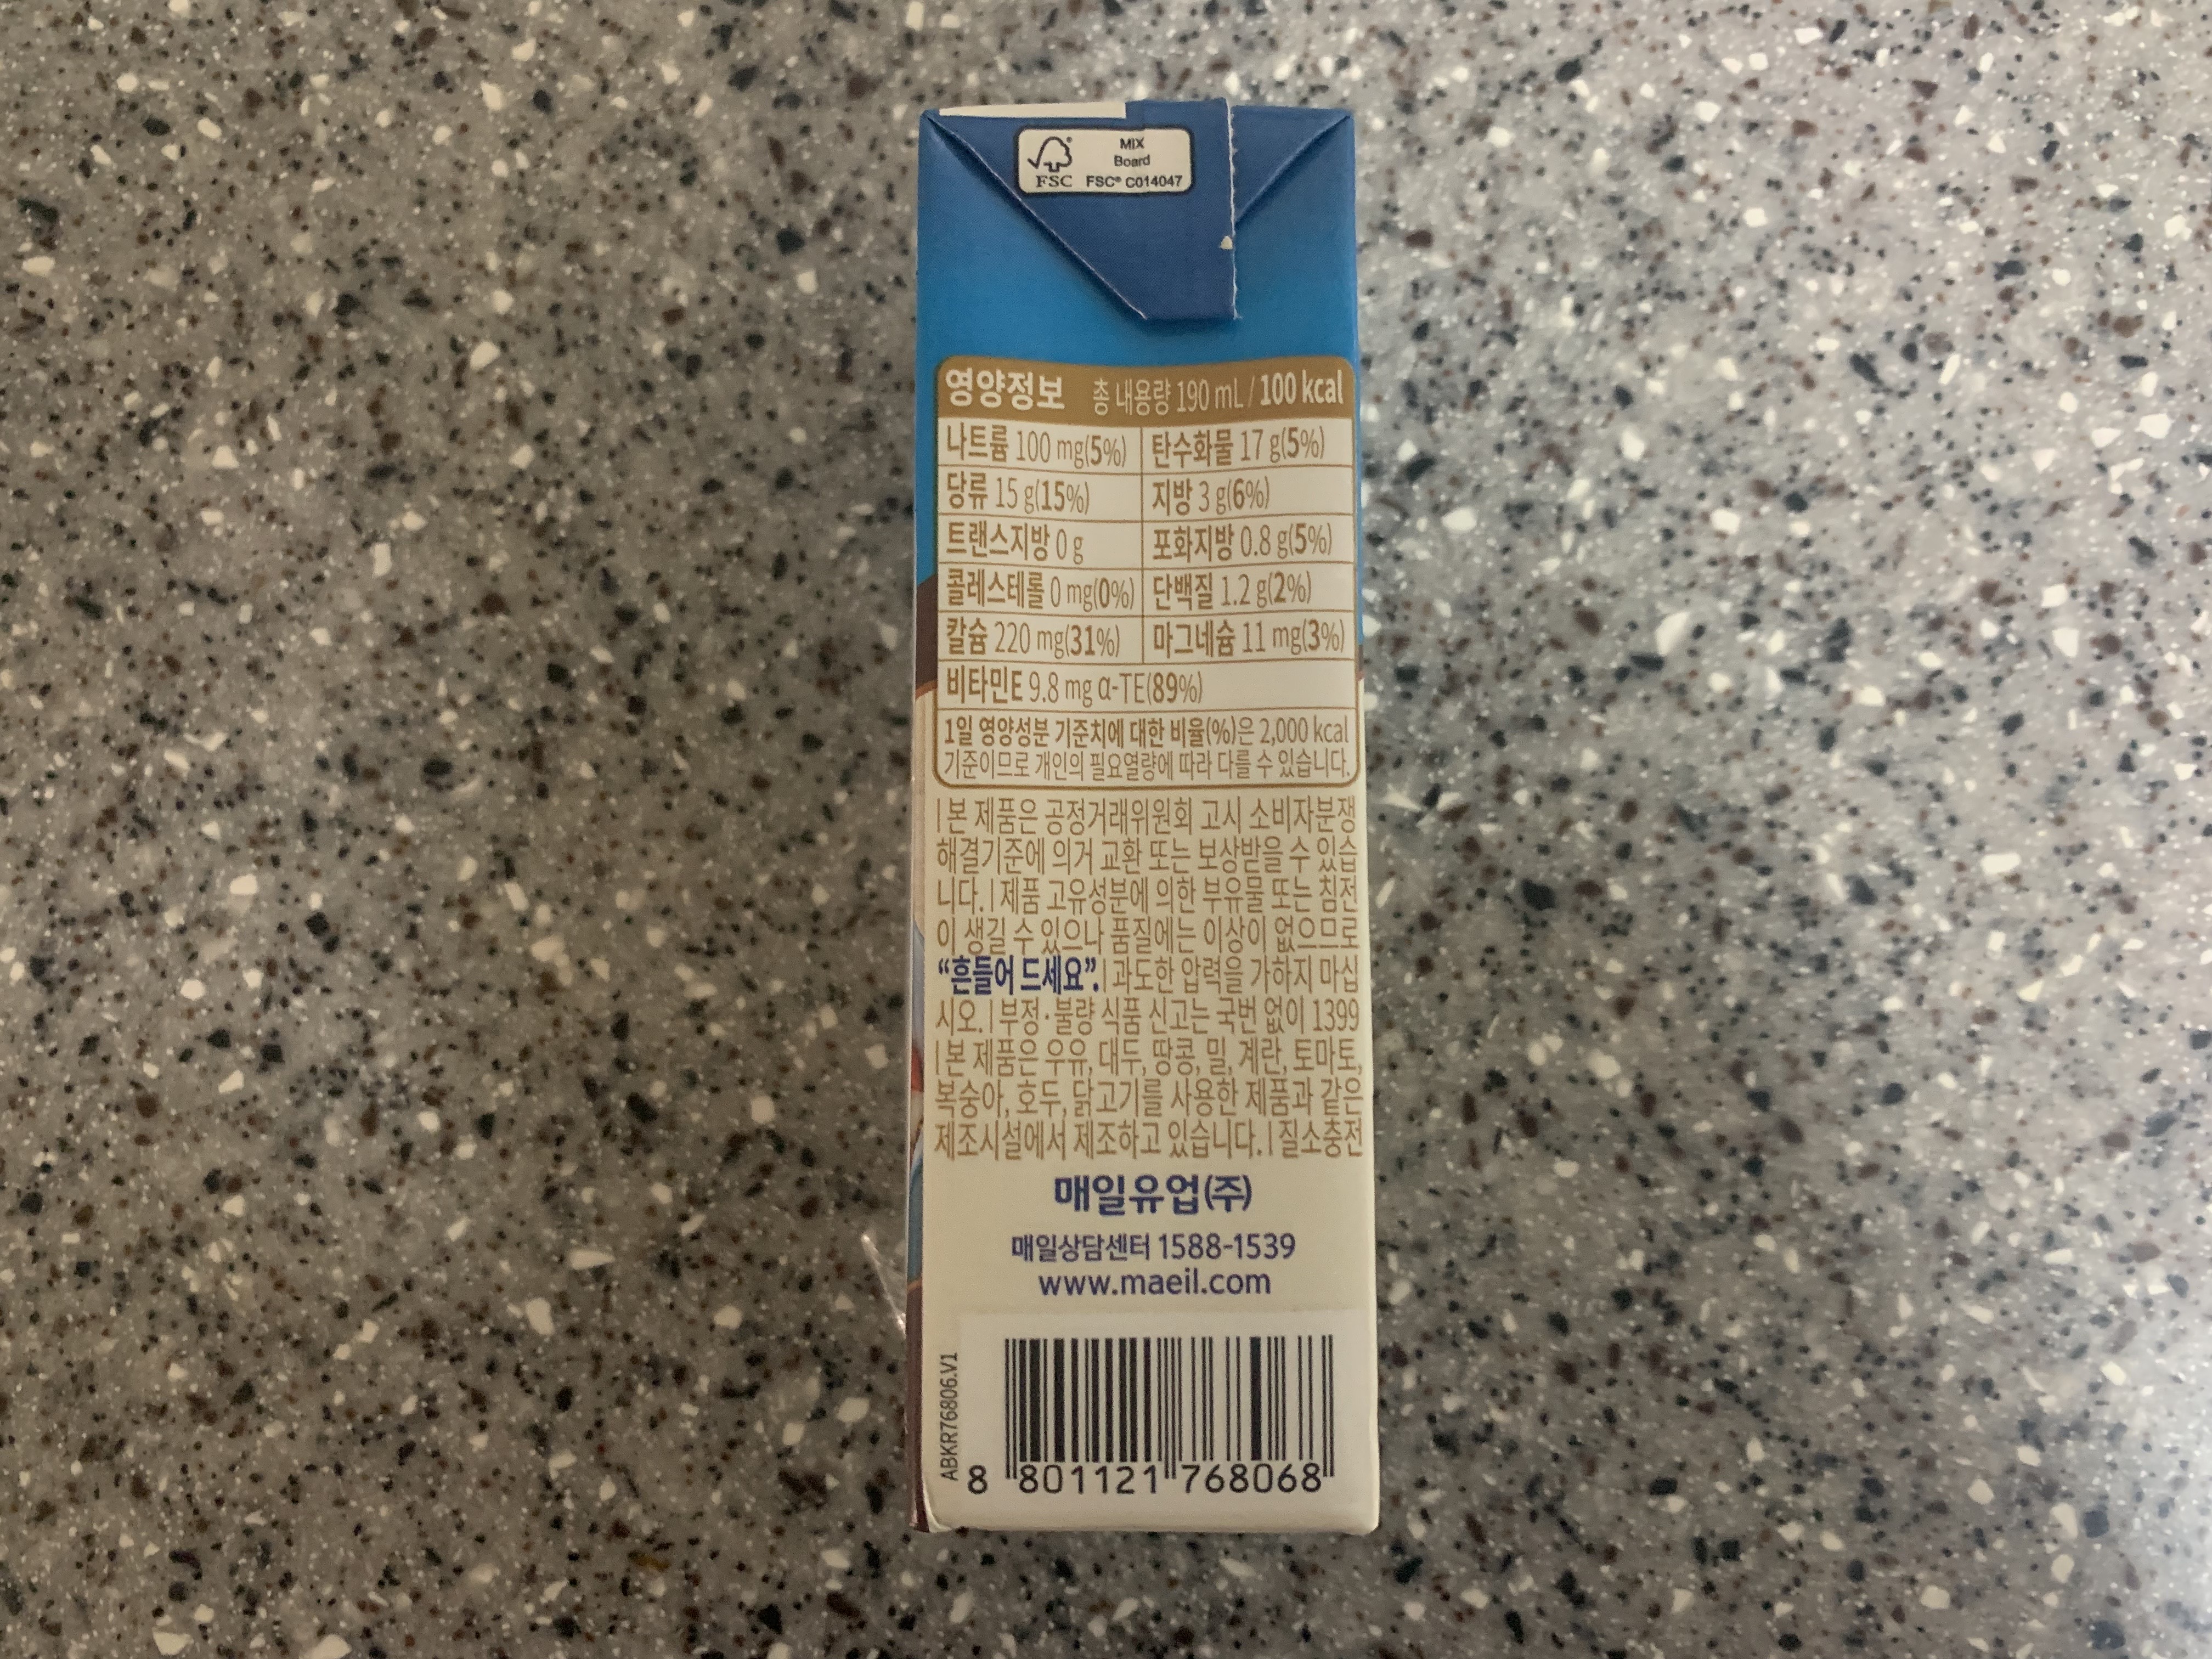 MIX
Board
FSC FSC® C014047
영양정보 총 내용량 190 mL / 100 kcal
나트륨 100 mg(5%) 탄수화물 17 g(5%)
당류 15 g(15%) 지방 3 g(6%)
트랜스지방 0 g 포화지방 0.8 g(5%)
콜레스테롤 0 mg(0%) 단백질 1.2 g(2%)
칼슘 220 mg(31%) 마그네슘 11 mg(3%)
비타민E 9.8 mg α-TE(89%)
1일 영양성분 기준치에 대한 비율(%)은 2,000 kcal
기준이므로 개인의 필요열량에 따라 다를 수 있습니다.
| 본 제품은 공정거래위원회 고시 소비자분쟁
해결기준에 의거 교환 또는 보상받을 수 있습
니다. | 제품 고유성분에 의한 부유물 또는 침전
이 생길 수 있으나 품질에는 이상이 없으므로
“흔들어 드세요”. | 과도한 압력을 가하지 마십
시오. | 부정·불량 식품 신고는 국번 없이 1399
| 본 제품은 우유, 대두, 땅콩, 밀, 계란, 토마토,
복숭아, 호두, 닭고기를 사용한 제품과 같은
제조시설에서 제조하고 있습니다. | 질소충전
매일유업(주)
매일상담센터 1588-1539
www.maeil.com
ABKR76806.V1
8 801121 768068